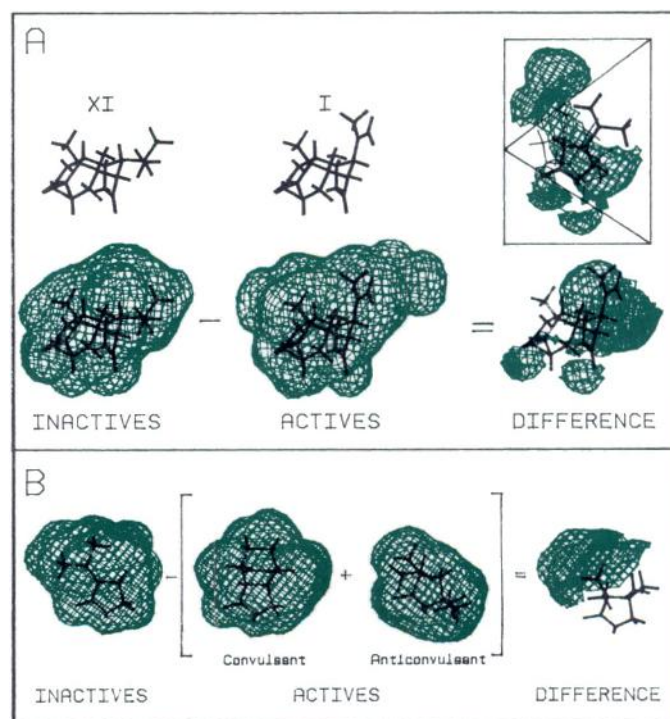 A
XI I
− =
INACTIVES ACTIVES DIFFERENCE
B
− + =
Convulsant Anticonvulsant
INACTIVES ACTIVES DIFFERENCE